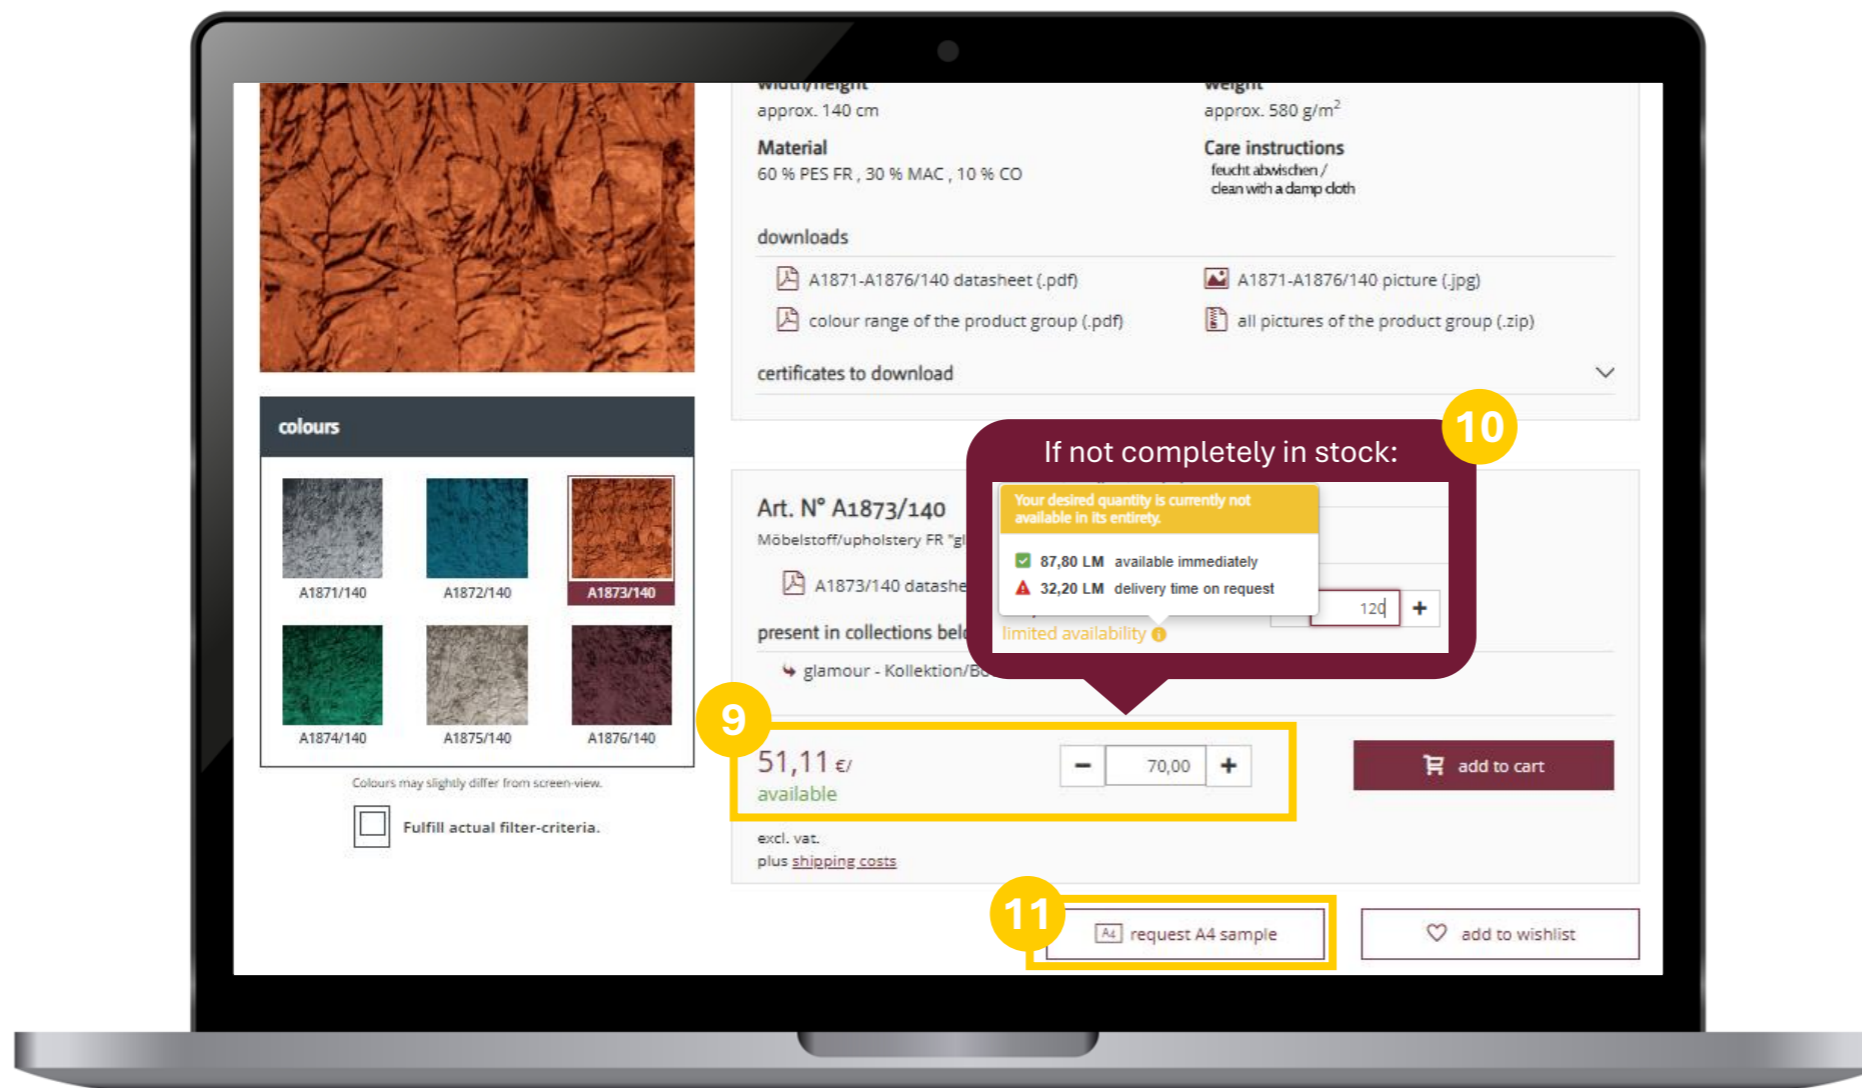 width/height
approx. 140 cm
weight
approx. 580 g/m²
Material
60 % PES FR , 30 % MAC , 10 % CO
Care instructions
feucht abwischen /
clean with a damp cloth
downloads
A1871-A1876/140 datasheet (.pdf)
A1871-A1876/140 picture (.jpg)
colour range of the product group (.pdf)
all pictures of the product group (.zip)
certificates to download
colours
A1871/140
A1872/140
A1873/140
A1874/140
A1875/140
A1876/140
Colours may slightly differ from screen-view.
Fulfill actual filter-criteria.
10
If not completely in stock:
Your desired quantity is currently not
available in its entirety.
87,80 LM available immediately
32,20 LM delivery time on request
limited availability
120 +
Art. N° A1873/140
Möbelstoff/upholstery FR "gl
A1873/140 datashe
present in collections bel
glamour - Kollektion/Bo
9
51,11 €/
available
− 70,00 +
add to cart
excl. vat.
plus shipping costs
11
A4 request A4 sample
add to wishlist